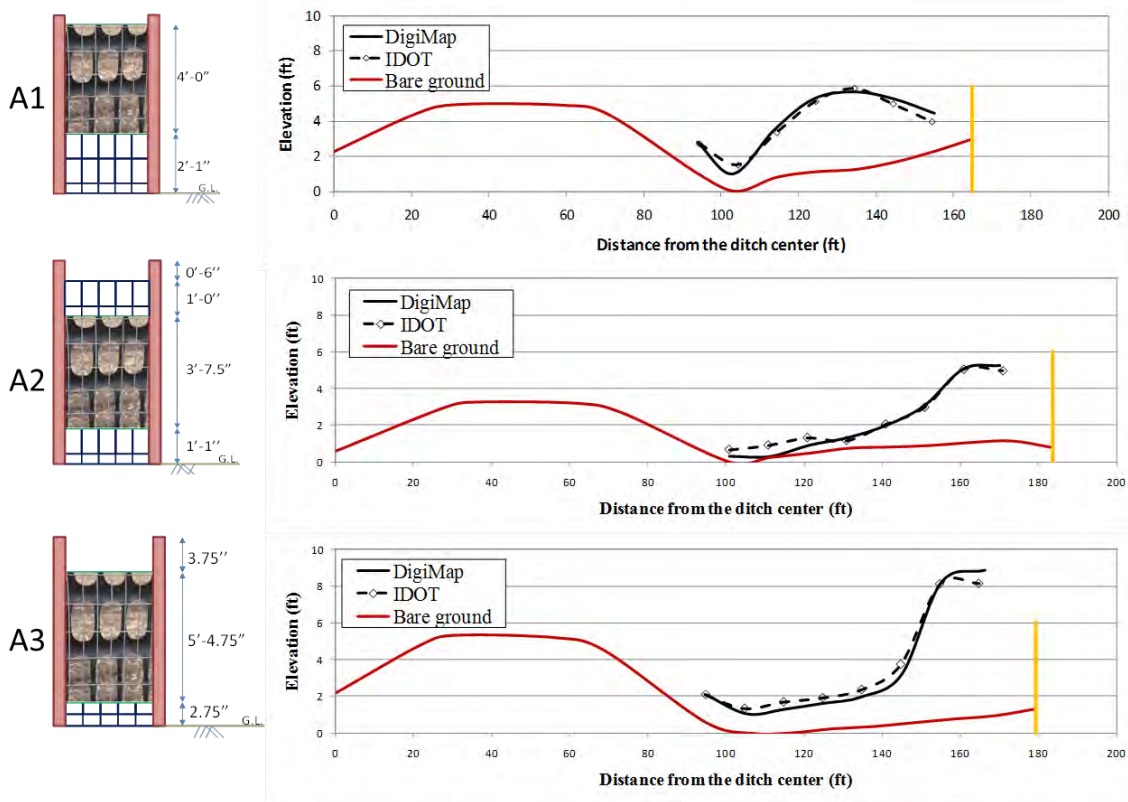 A1
4'-0"
2'-1"
G.L.
Elevation (ft)
10
8
6
4
2
0
DigiMap
IDOT
Bare ground
0 20 40 60 80 100 120 140 160 180 200
Distance from the ditch center (ft)
A2
0'-6''
1'-0''
3'-7.5"
1'-1''
G.L.
Elevation (ft)
10
8
6
4
2
0
DigiMap
IDOT
Bare ground
0 20 40 60 80 100 120 140 160 180 200
Distance from the ditch center (ft)
A3
3.75''
5'-4.75"
2.75''
G.L.
Elevation (ft)
10
8
6
4
2
0
DigiMap
IDOT
Bare ground
0 20 40 60 80 100 120 140 160 180 200
Distance from the ditch center (ft)